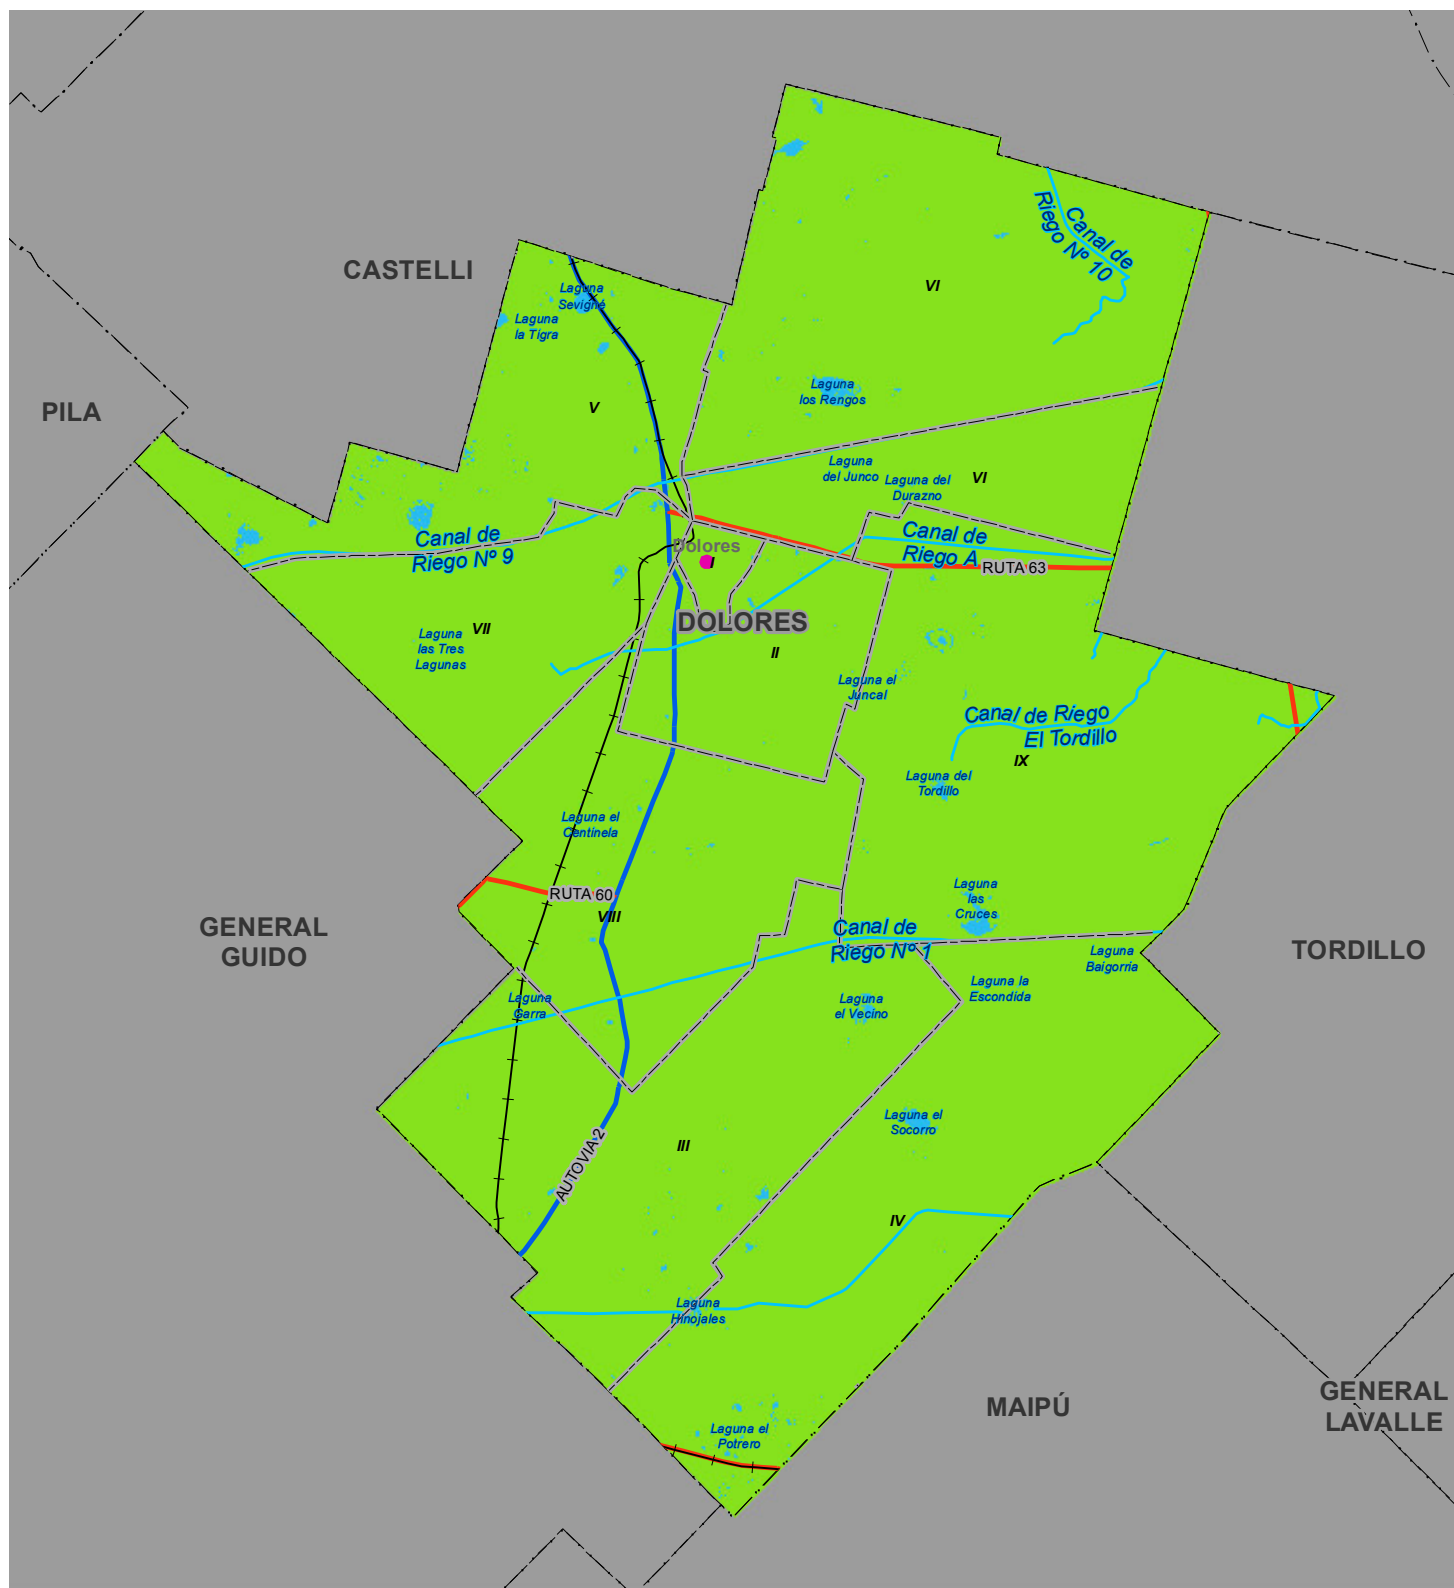 Canal de
Riego Nº 10
CASTELLI
VI
Laguna
Sevigné
Laguna
la Tigra
Laguna
los Rengos
V
PILA
Laguna
del Junco
VI
Laguna del
Durazno
Canal de
Riego Nº 9
Canal de
Riego A
RUTA 63
Dolores
I
DOLORES
VII
Laguna
las Tres
Lagunas
II
Laguna el
Juncal
Canal de Riego
El Tordillo
IX
Laguna del
Tordillo
Laguna el
Centinela
RUTA 60
VIII
Laguna
las
Cruces
GENERAL
GUIDO
Canal de
Riego Nº 1
Laguna
Baigorria
TORDILLO
Laguna la
Escondida
Laguna
Garra
Laguna
el Vecino
Laguna el
Socorro
AUTOVIA 2
III
IV
Laguna
Hinojales
MAIPÚ
GENERAL
LAVALLE
Laguna el
Potrero